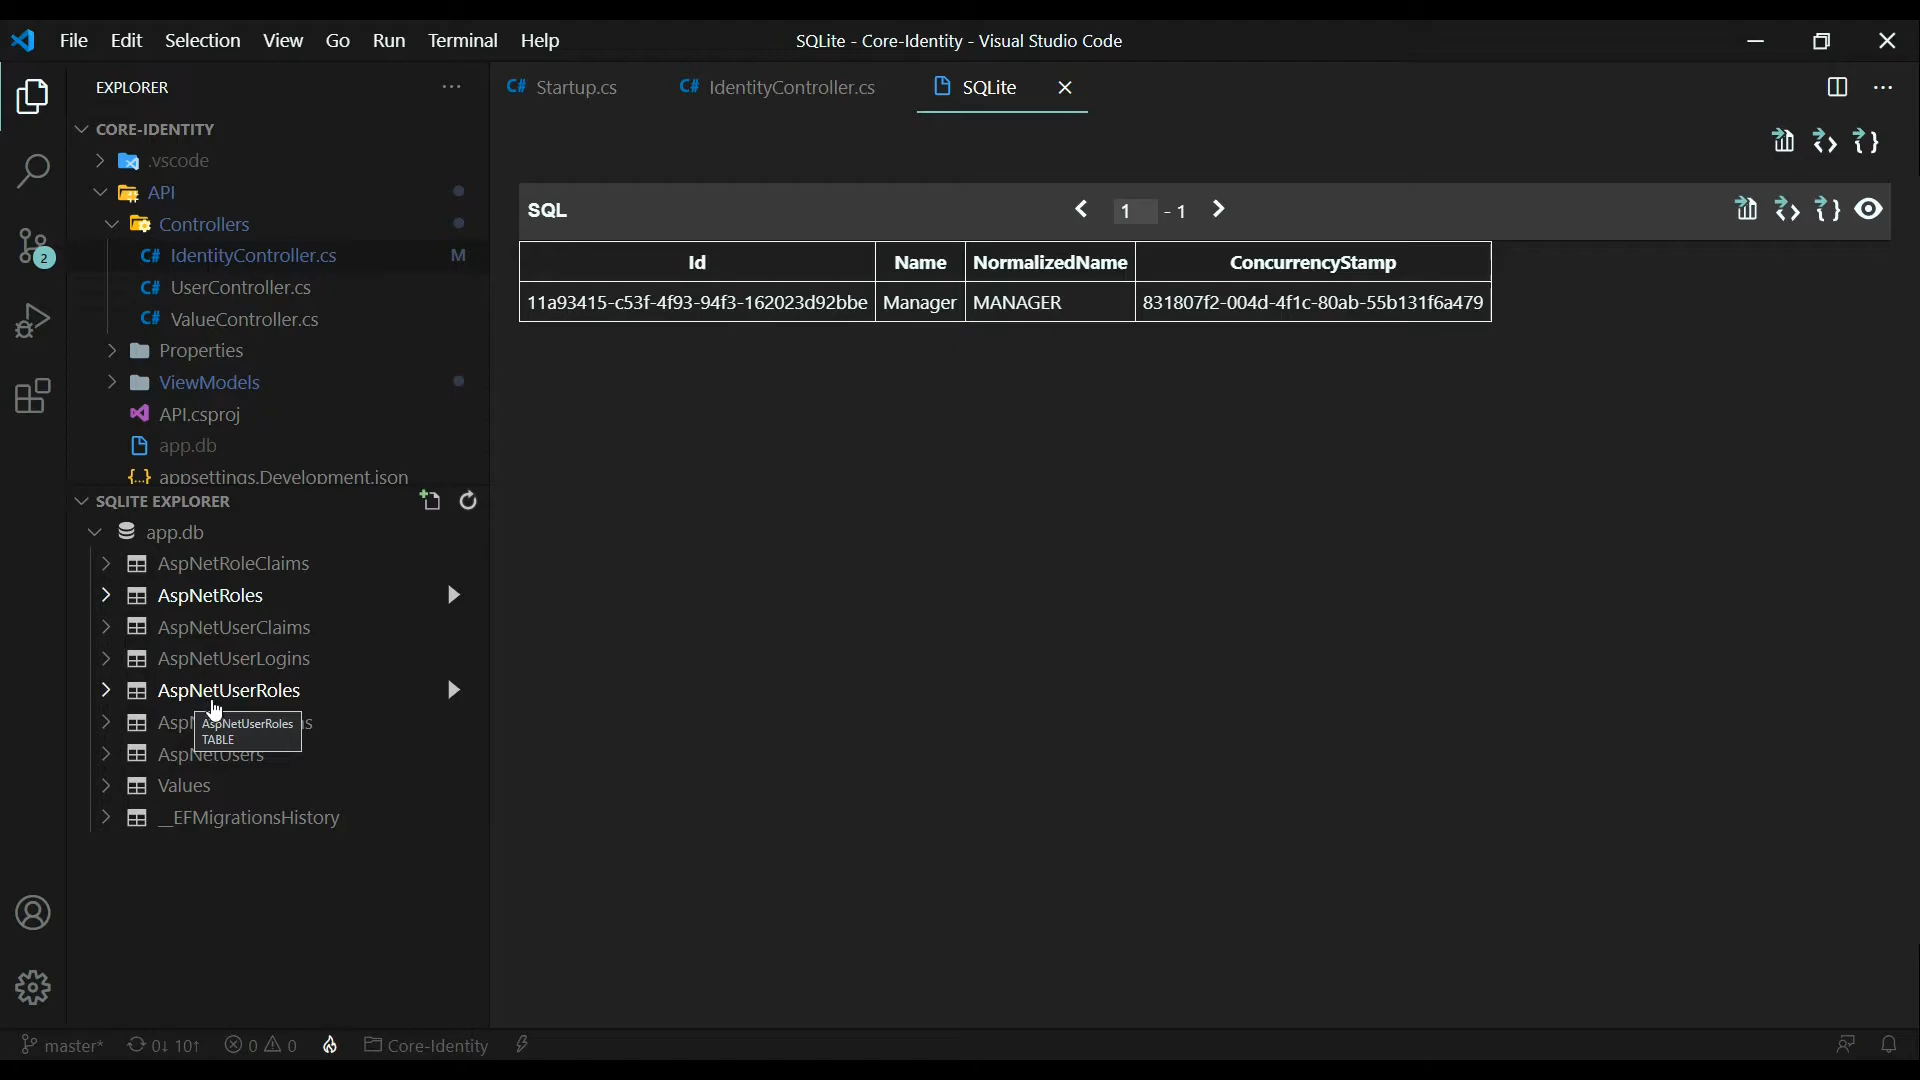 File Edit Selection View Go Run Terminal Help
SQLite - Core-Identity - Visual Studio Code
EXPLORER
CORE-IDENTITY
.vscode
API
Controllers
IdentityController.cs M
UserController.cs
ValueController.cs
Properties
ViewModels
API.csproj
app.db
appsettings.Development.json
2
SQLITE EXPLORER
app.db
AspNetRoleClaims
AspNetRoles
AspNetUserClaims
AspNetUserLogins
AspNetUserRoles
AspNetUserRoles
TABLE
AspNetUsers
Values
__EFMigrationsHistory
Startup.cs IdentityController.cs SQLite
SQL 1 - 1
Id Name NormalizedName ConcurrencyStamp
11a93415-c53f-4f93-94f3-162023d92bbe Manager MANAGER 831807f2-004d-4f1c-80ab-55b131f6a479
master* 0↓ 10↑ 0 0 Core-Identity